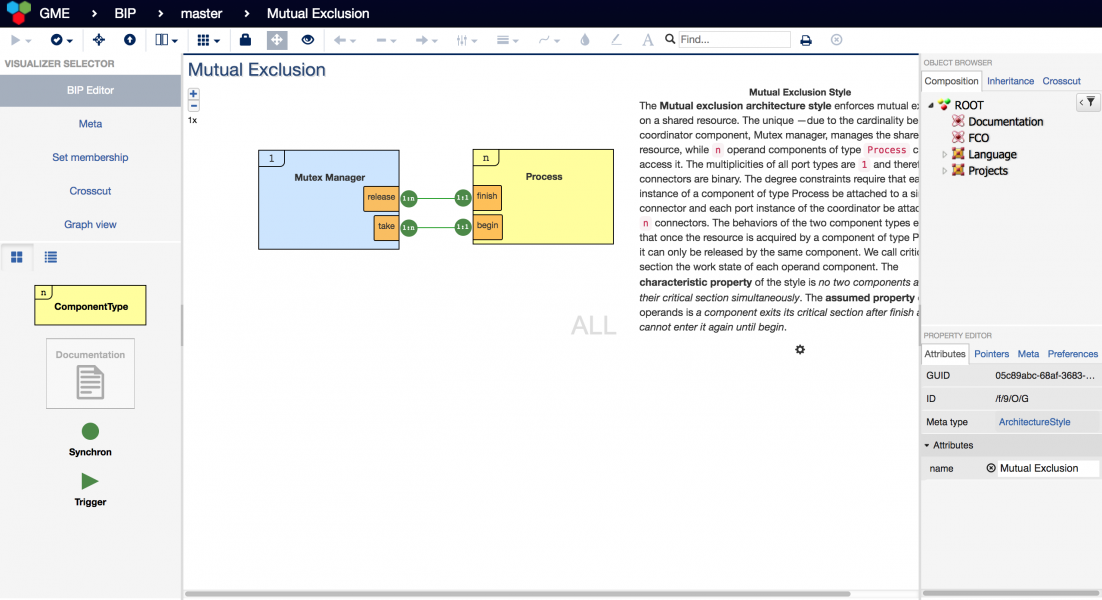 GME > BIP > master > Mutual Exclusion
Find...
VISUALIZER SELECTOR
BIP Editor
Meta
Set membership
Crosscut
Graph view
n
ComponentType
Documentation
Synchron
Trigger
Mutual Exclusion
+
−
1x
1
Mutex Manager
release
take
1:n
1:n
1:1
1:1
n
Process
finish
begin
ALL
Mutual Exclusion Style
The Mutual exclusion architecture style enforces mutual ex
on a shared resource. The unique —due to the cardinality be
coordinator component, Mutex manager, manages the share
resource, while n operand components of type Process c
access it. The multiplicities of all port types are 1 and theref
connectors are binary. The degree constraints require that ea
instance of a component of type Process be attached to a si
connector and each port instance of the coordinator be attac
n connectors. The behaviors of the two component types e
that once the resource is acquired by a component of type P
it can only be released by the same component. We call critic
section the work state of each operand component. The
characteristic property of the style is no two components a
their critical section simultaneously. The assumed property o
operands is a component exits its critical section after finish a
cannot enter it again until begin.
OBJECT BROWSER
Composition Inheritance Crosscut
ROOT
Documentation
FCO
Language
Projects
PROPERTY EDITOR
Attributes Pointers Meta Preferences
GUID 05c89abc-68af-3683-...
ID /f/9/O/G
Meta type ArchitectureStyle
Attributes
name Mutual Exclusion